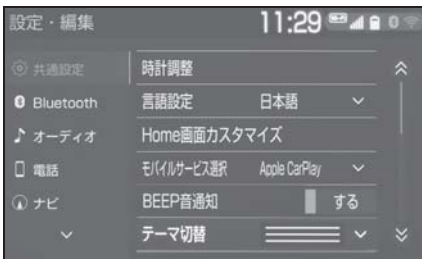 設定・編集 11:29
共通設定
Bluetooth
オーディオ
電話
ナビ
時計調整
言語設定 日本語
Home画面カスタマイズ
モバイルサービス選択 Apple CarPlay
BEEP音通知 する
テーマ切替